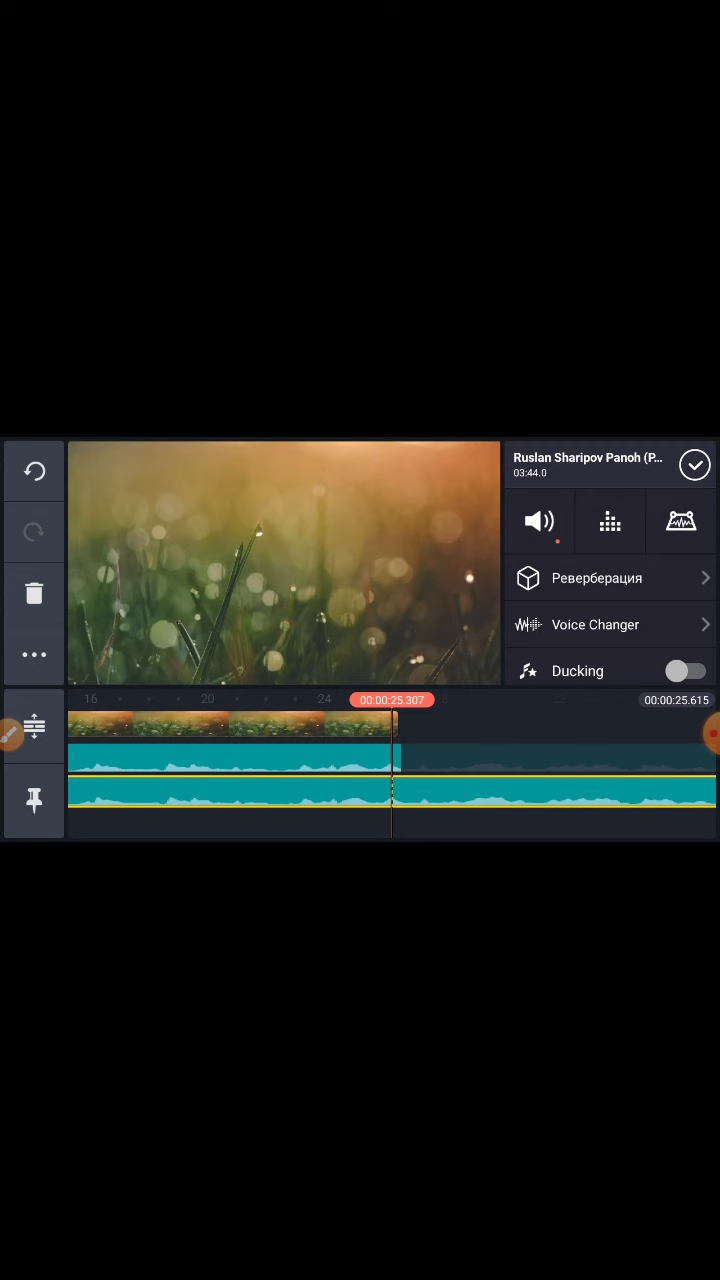 Ruslan Sharipov Panoh (P...
03:44.0
Реверберация
Voice Changer
Ducking
16
20
24
00:00:25.307
00:00:25.615